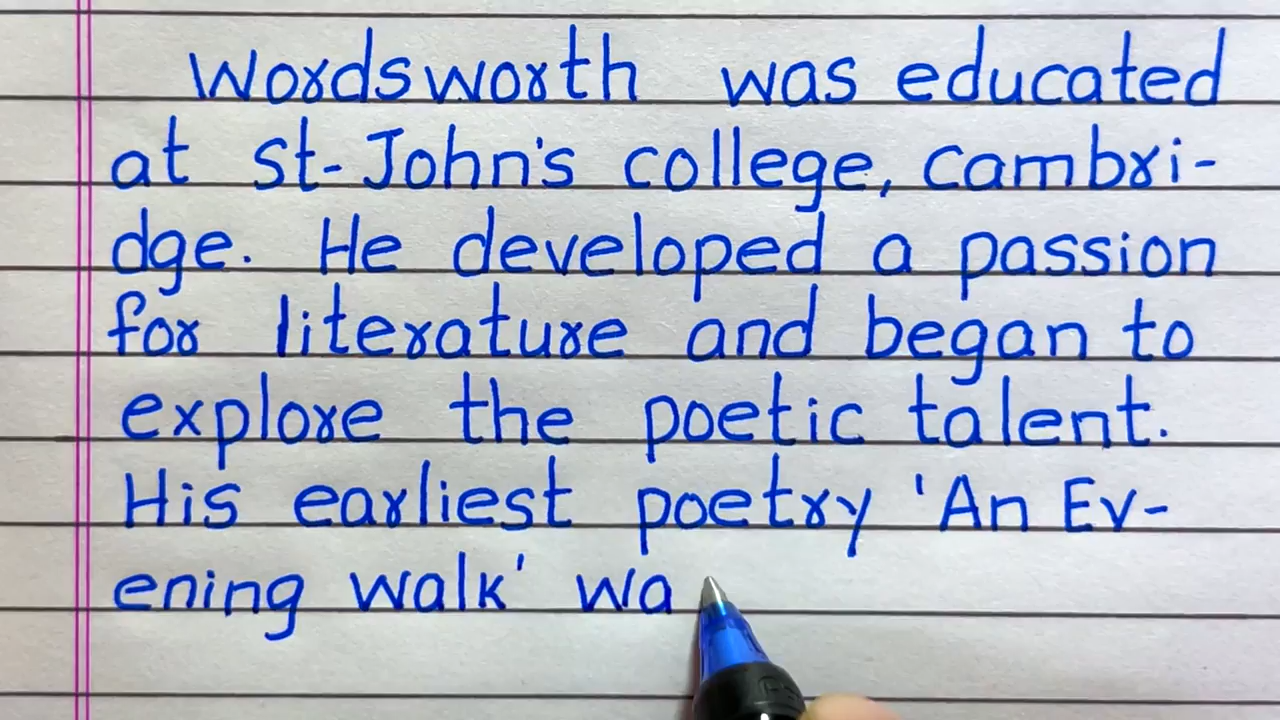 Wordsworth was educated
at St-John's college, Cambri-
dge. He developed a passion
for literature and began to
explore the poetic talent.
His earliest poetry 'An Ev-
ening walk' wa